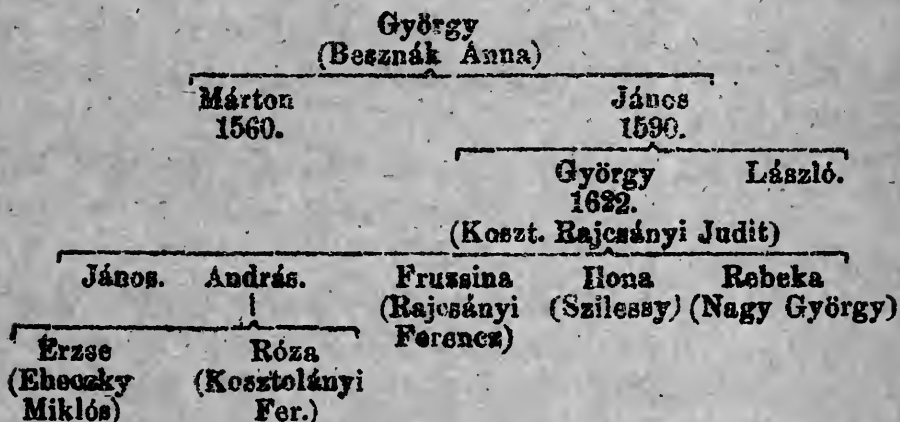 György
(Besznák Anna)
Márton János
1560. 1590.
György László.
1622.
(Koszt. Rajcsányi Judit)
János. András. Fruzsina Ilona Rebeka
(Rajcsányi (Szilessy) (Nagy György)
Ferencz)
Erzse Róza
(Eheczky (Kosztolányi
Miklós) Fer.)